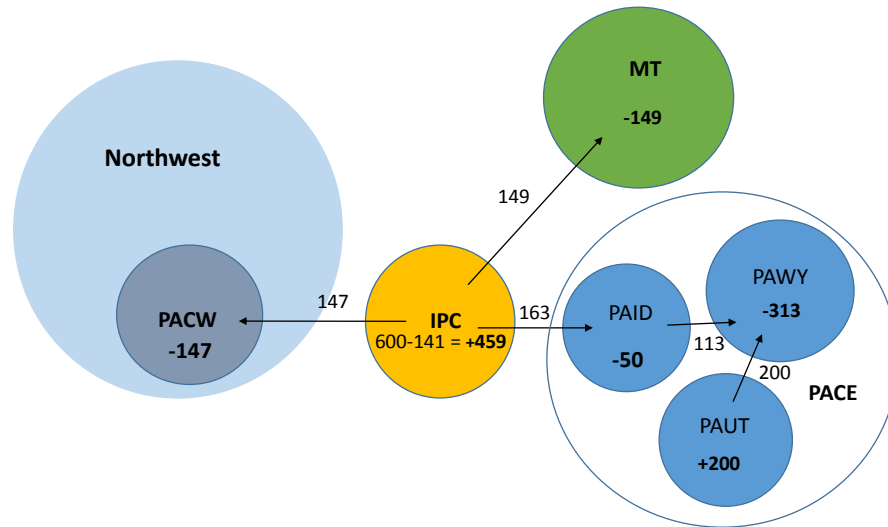 MT
-149
Northwest
149
147
PACW
-147
IPC
600-141 = +459
163
PAID
-50
PAWY
-313
113
200
PACE
PAUT
+200